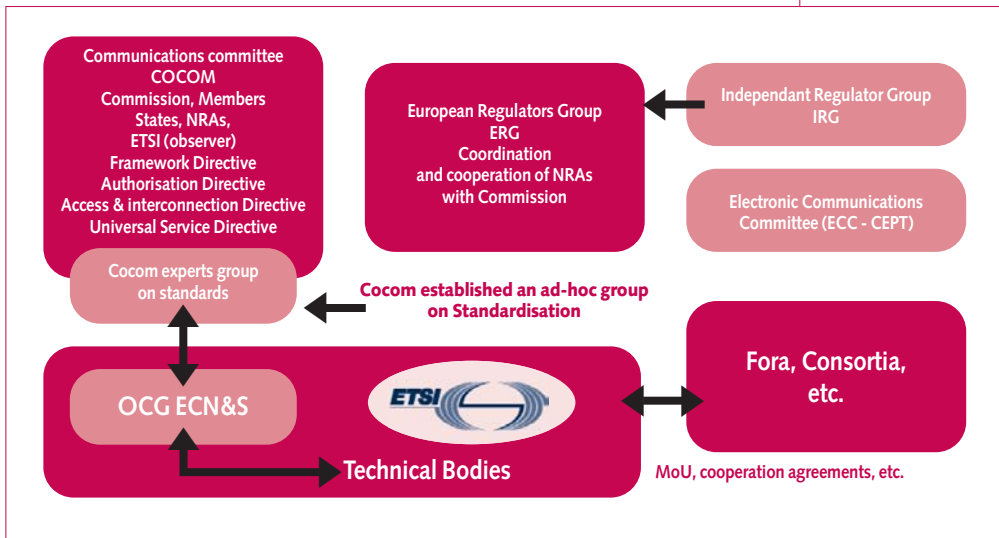 Communications committee
COCOM
Commission, Members
States, NRAs,
ETSI (observer)
Framework Directive
Authorisation Directive
Access & interconnection Directive
Universal Service Directive
Cocom experts group
on standards
European Regulators Group
ERG
Coordination
and cooperation of NRAs
with Commission
Independant Regulator Group
IRG
Electronic Communications
Committee (ECC - CEPT)
Cocom established an ad-hoc group
on Standardisation
OCG ECN&S
ETSI
Technical Bodies
Fora, Consortia,
etc.
MoU, cooperation agreements, etc.